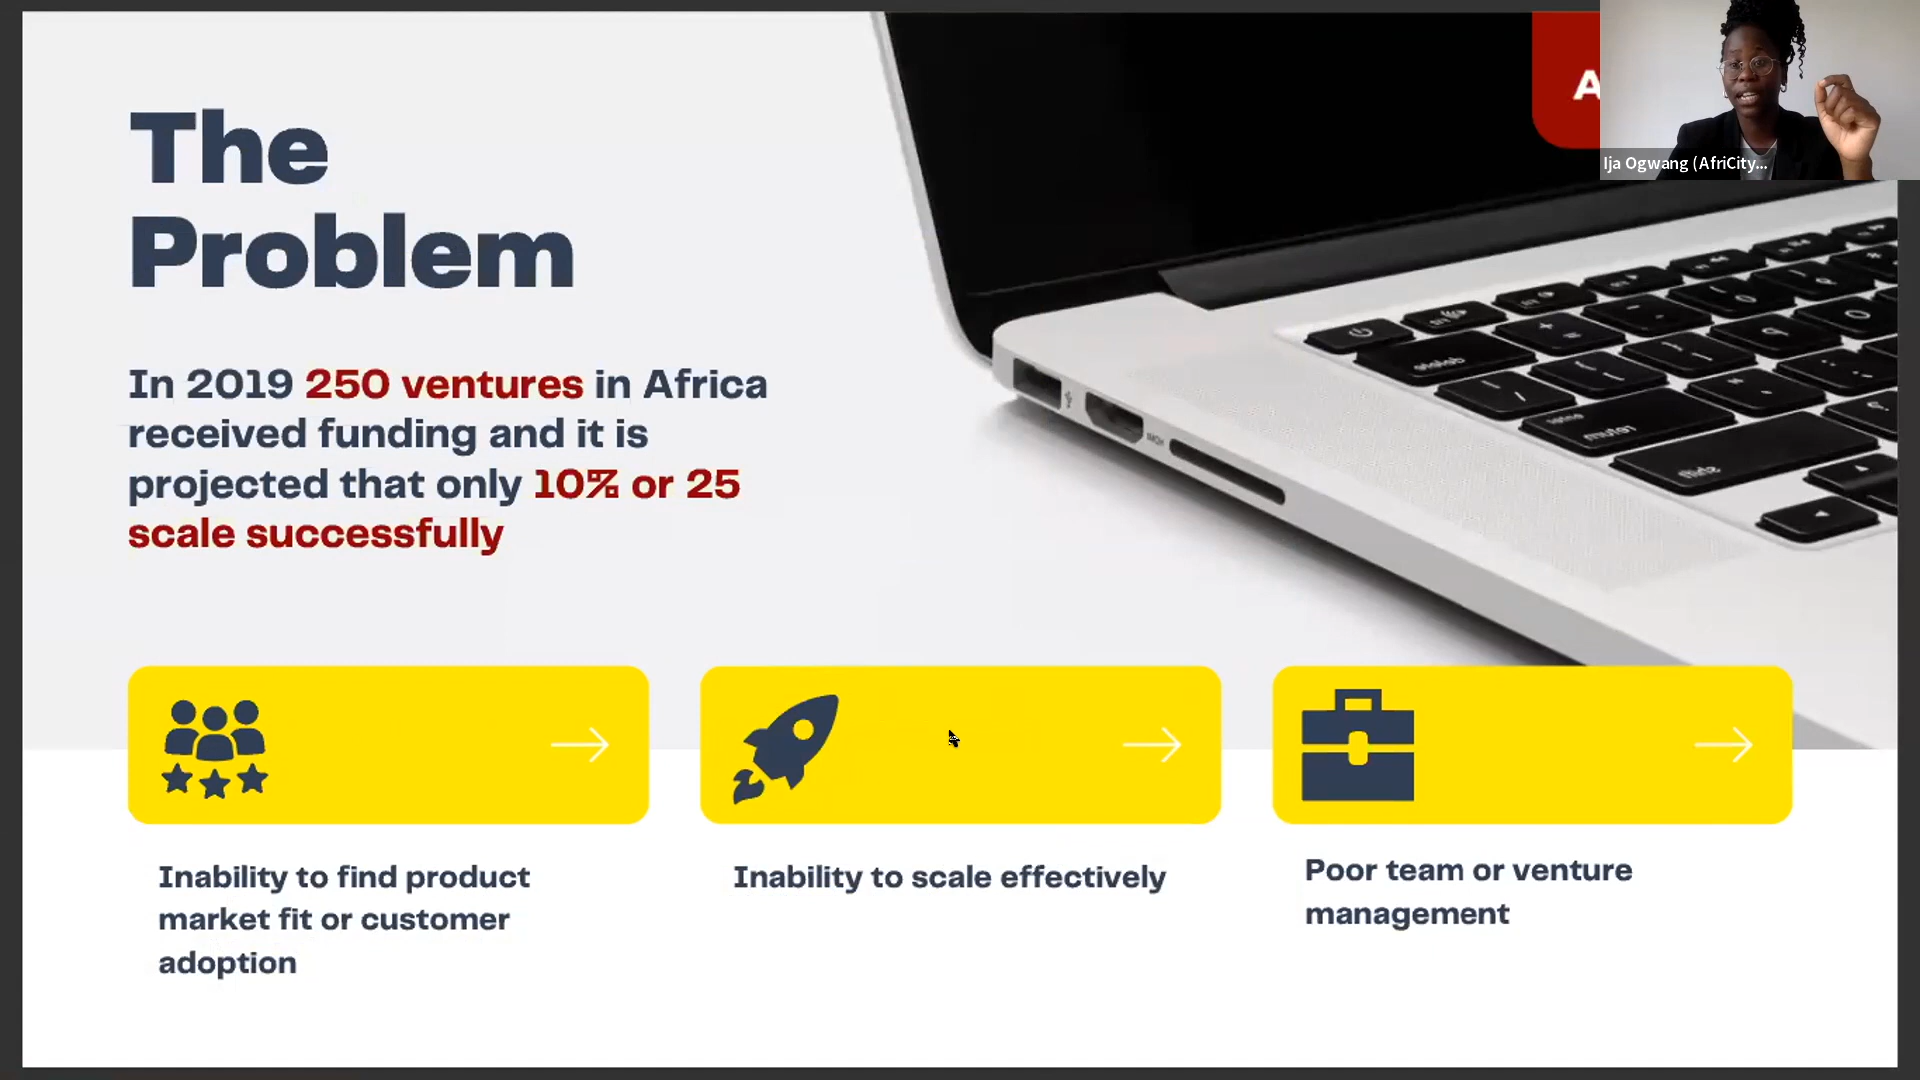 The
Problem
In 2019 250 ventures in Africa
received funding and it is
projected that only 10% or 25
scale successfully
A
Ija Ogwang (AfriCity...
Inability to find product
market fit or customer
adoption
Inability to scale effectively
Poor team or venture
management